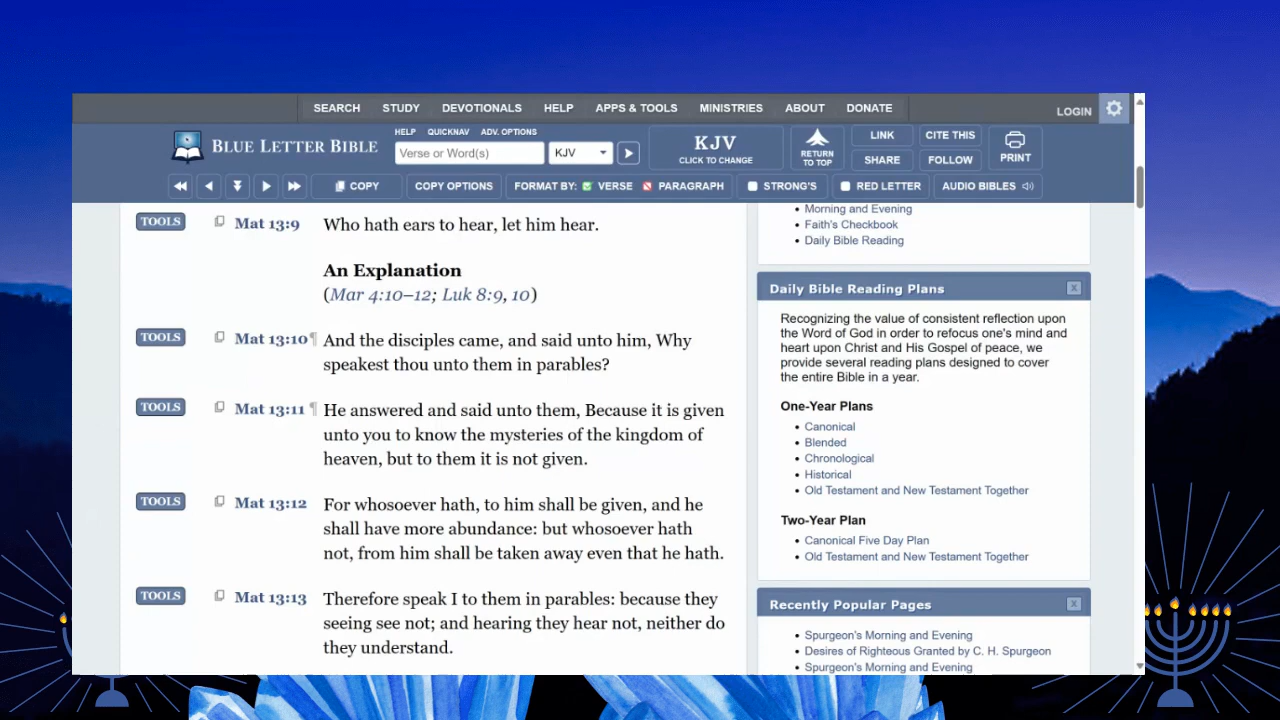 SEARCH STUDY DEVOTIONALS HELP APPS & TOOLS MINISTRIES ABOUT DONATE LOGIN
BLUE LETTER BIBLE
HELP QUICKNAV ADV. OPTIONS
Verse or Word(s) KJV
KJV
CLICK TO CHANGE
RETURN
TO TOP
LINK CITE THIS
SHARE FOLLOW
PRINT
COPY COPY OPTIONS FORMAT BY: VERSE PARAGRAPH STRONG'S RED LETTER AUDIO BIBLES
TOOLS Mat 13:9 Who hath ears to hear, let him hear.
An Explanation
(Mar 4:10–12; Luk 8:9, 10)
TOOLS Mat 13:10 ¶ And the disciples came, and said unto him, Why
speakest thou unto them in parables?
TOOLS Mat 13:11 ¶ He answered and said unto them, Because it is given
unto you to know the mysteries of the kingdom of
heaven, but to them it is not given.
TOOLS Mat 13:12 For whosoever hath, to him shall be given, and he
shall have more abundance: but whosoever hath
not, from him shall be taken away even that he hath.
TOOLS Mat 13:13 Therefore speak I to them in parables: because they
seeing see not; and hearing they hear not, neither do
they understand.
• Morning and Evening
• Faith's Checkbook
• Daily Bible Reading
Daily Bible Reading Plans x
Recognizing the value of consistent reflection upon
the Word of God in order to refocus one's mind and
heart upon Christ and His Gospel of peace, we
provide several reading plans designed to cover
the entire Bible in a year.
One-Year Plans
• Canonical
• Blended
• Chronological
• Historical
• Old Testament and New Testament Together
Two-Year Plan
• Canonical Five Day Plan
• Old Testament and New Testament Together
Recently Popular Pages x
• Spurgeon's Morning and Evening
• Desires of Righteous Granted by C. H. Spurgeon
• Spurgeon's Morning and Evening